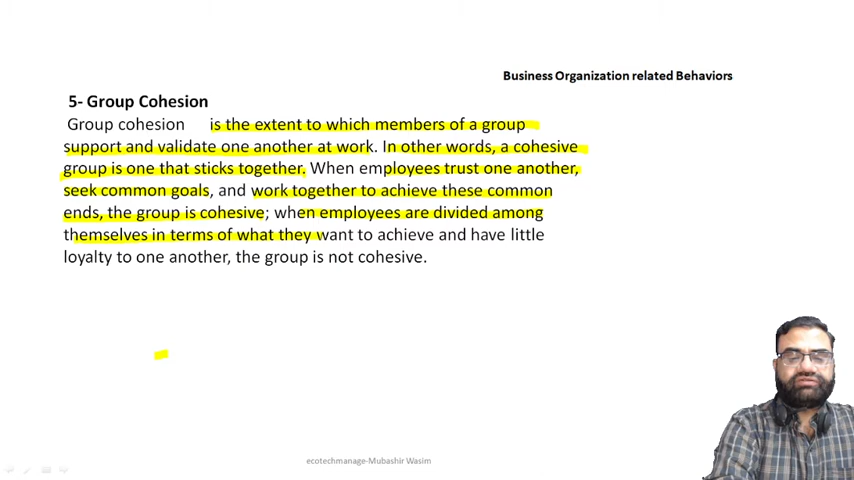 Business Organization related Behaviors
5- Group Cohesion
Group cohesion is the extent to which members of a group
support and validate one another at work. In other words, a cohesive
group is one that sticks together. When employees trust one another,
seek common goals, and work together to achieve these common
ends, the group is cohesive; when employees are divided among
themselves in terms of what they want to achieve and have little
loyalty to one another, the group is not cohesive.
ecotechmanage-Mubashir Wasim